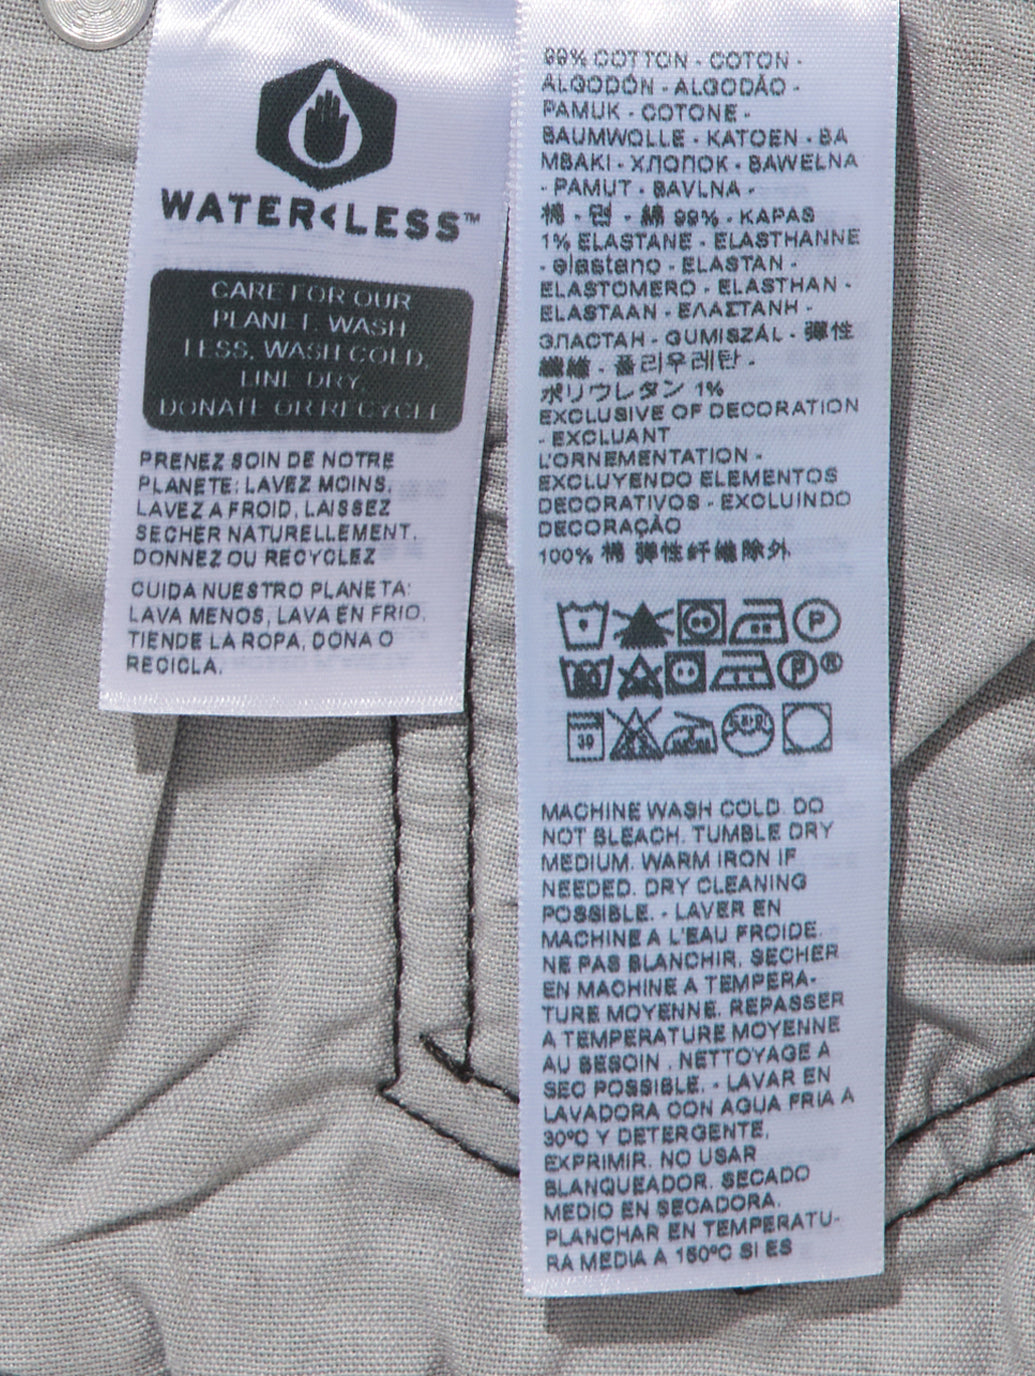 WATER<LESS™
CARE FOR OUR
PLANET. WASH
LESS, WASH COLD,
LINE DRY,
DONATE OR RECYCLE
PRENEZ SOIN DE NOTRE
PLANETE: LAVEZ MOINS,
LAVEZ A FROID, LAISSEZ
SECHER NATURELLEMENT,
DONNEZ OU RECYCLEZ
CUIDA NUESTRO PLANETA:
LAVA MENOS, LAVA EN FRIO,
TIENDE LA ROPA, DONA O
RECICLA.
99% COTTON - COTON -
ALGODÓN - ALGODÃO -
PAMUK - COTONE -
BAUMWOLLE - KATOEN - BA
MBAKI - ХЛОПОК - BAWELNA
- PAMUT - BAVLNA -
棉 - 면 - 綿 99% - KAPAS
1% ELASTANE - ELASTHANNE
- elastano - ELASTAN -
ELASTOMERO - ELASTHAN -
ELASTAAN - ΕΛΑΣΤΑΝΗ -
ЭЛАСТАН - GUMISZÁL - 彈性
纖維 - 폴리우레탄 -
ポリウレタン 1%
EXCLUSIVE OF DECORATION
- EXCLUANT
L'ORNEMENTATION -
EXCLUYENDO ELEMENTOS
DECORATIVOS - EXCLUINDO
DECORAÇÃO
100% 棉 彈性纤維除外
P
P®
30
MACHINE WASH COLD. DO
NOT BLEACH. TUMBLE DRY
MEDIUM. WARM IRON IF
NEEDED. DRY CLEANING
POSSIBLE. - LAVER EN
MACHINE A L'EAU FROIDE.
NE PAS BLANCHIR. SECHER
EN MACHINE A TEMPERA-
TURE MOYENNE. REPASSER
A TEMPERATURE MOYENNE
AU BESOIN . NETTOYAGE A
SEC POSSIBLE. - LAVAR EN
LAVADORA CON AGUA FRIA A
30ºC Y DETERGENTE,
EXPRIMIR. NO USAR
BLANQUEADOR. SECADO
MEDIO EN SECADORA.
PLANCHAR EN TEMPERATU-
RA MEDIA A 150ºC SI ES